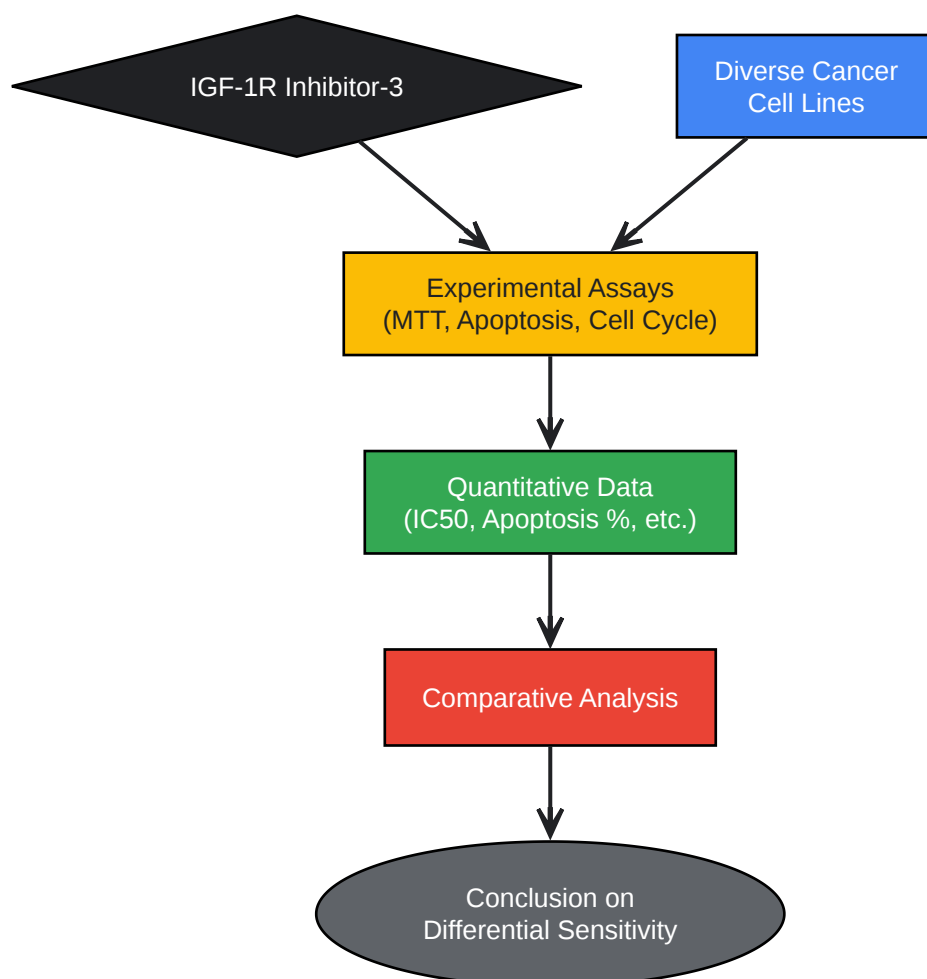 IGF-1R Inhibitor-3
Diverse Cancer
Cell Lines
Experimental Assays
(MTT, Apoptosis, Cell Cycle)
Quantitative Data
(IC50, Apoptosis %, etc.)
Comparative Analysis
Conclusion on
Differential Sensitivity